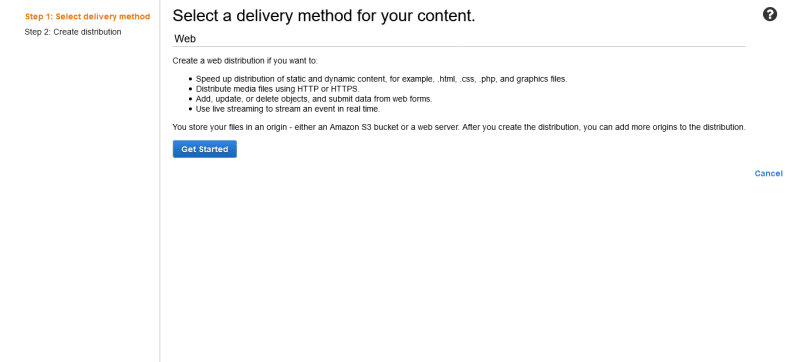 Step 1: Select delivery method
Step 2: Create distribution
Select a delivery method for your content.
?
Web
Create a web distribution if you want to:
• Speed up distribution of static and dynamic content, for example, .html, .css, .php, and graphics files.
• Distribute media files using HTTP or HTTPS.
• Add, update, or delete objects, and submit data from web forms.
• Use live streaming to stream an event in real time.
You store your files in an origin - either an Amazon S3 bucket or a web server. After you create the distribution, you can add more origins to the distribution.
Get Started
Cancel